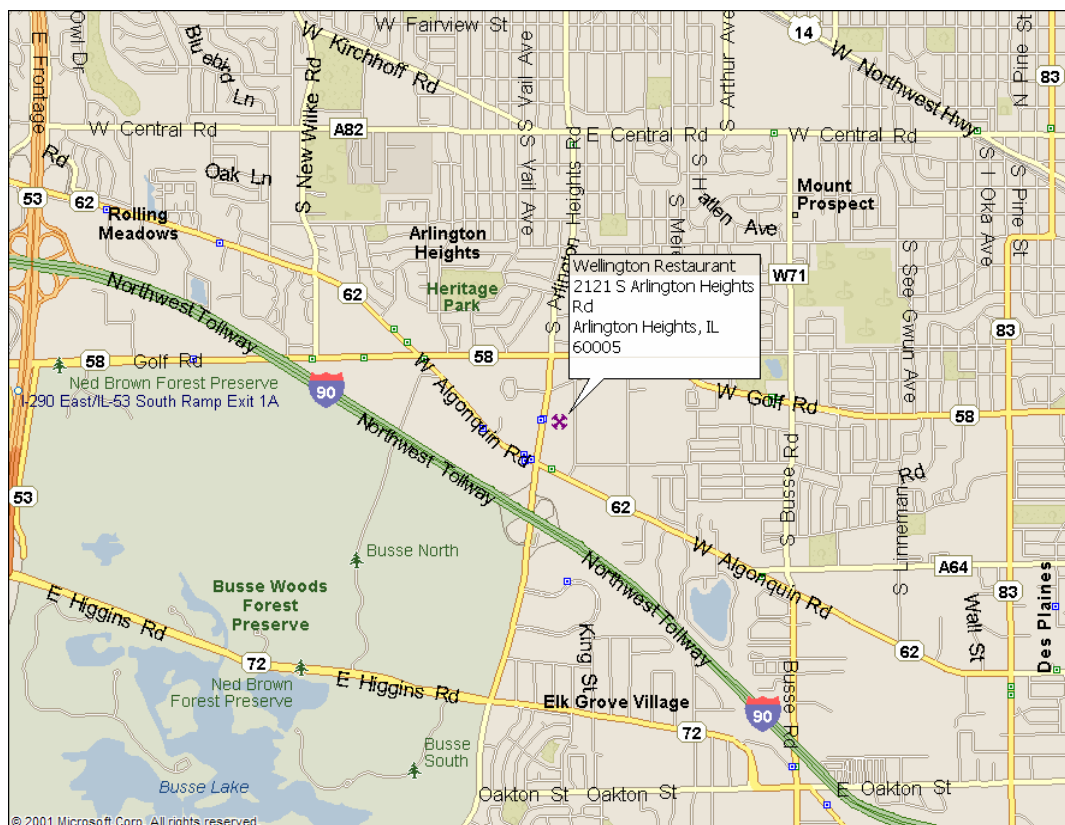 W Fairview St
14
W Kirchhoff Rd
W Northwest Hwy
83
N Pine
St
E Frontage
Owl Dr
Bluebird Ln
S New Wilke Rd
Ave
Vail
S Vail Ave
S Arthur Ave
W Central Rd
A82
E Central Rd
W Central Rd
Rd
Oak Ln
53
62
Rolling
Meadows
Arlington
Heights
S Hatlen Ave
Mount
Prospect
S I Oka Ave
S Pine St
Heritage
Park
S Arlington Heights Rd
S Mei
Wellington Restaurant
2121 S Arlington Heights
Rd
Arlington Heights, IL
60005
W71
S See Gwun Ave
83
Northwest Tollway
62
58
Golf Rd
58
Ned Brown Forest Preserve
I-290 East/IL-53 South Ramp Exit 1A
90
W Algonquin Rd
W Golf Rd
58
Northwest Tollway
S Busse Rd
S Linneman Rd
53
62
W Algonquin Rd
Busse North
Northwest Tollway
A64
83
Des Plaines
E Higgins Rd
Busse Woods
Forest
Preserve
King St
Wall St
72
62
Ned Brown
Forest Preserve
E Higgins Rd
Elk Grove Village
72
90
Busse Rd
Busse
South
Busse Lake
Oakton St
Oakton St
E Oakton St
© 2001 Microsoft Corp. All rights reserved.